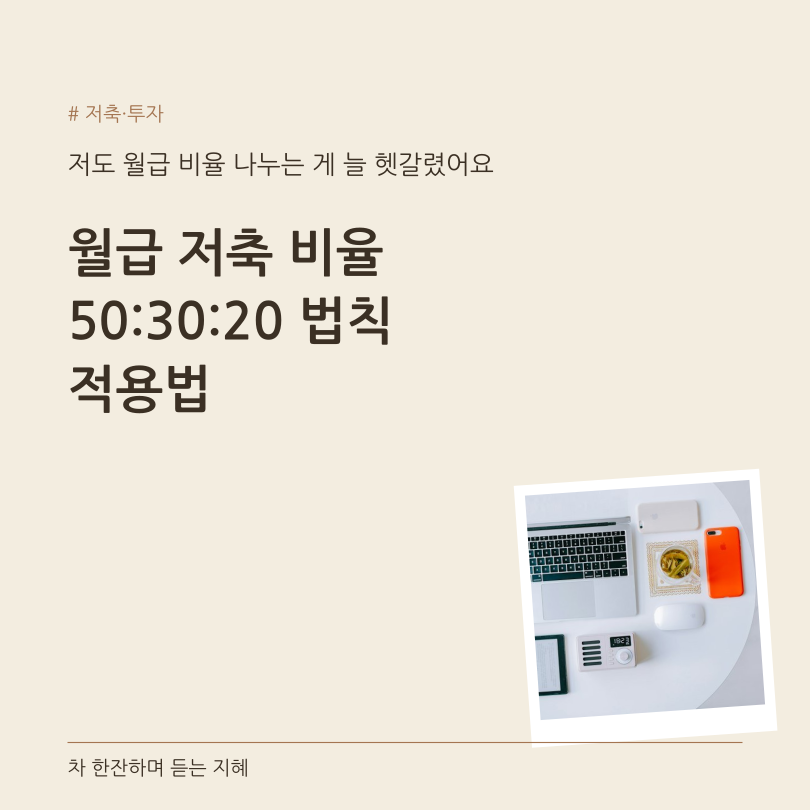 # 저축·투자
저도 월급 비율 나누는 게 늘 헷갈렸어요
월급 저축 비율
50:30:20 법칙
적용법
차 한잔하며 듣는 지혜